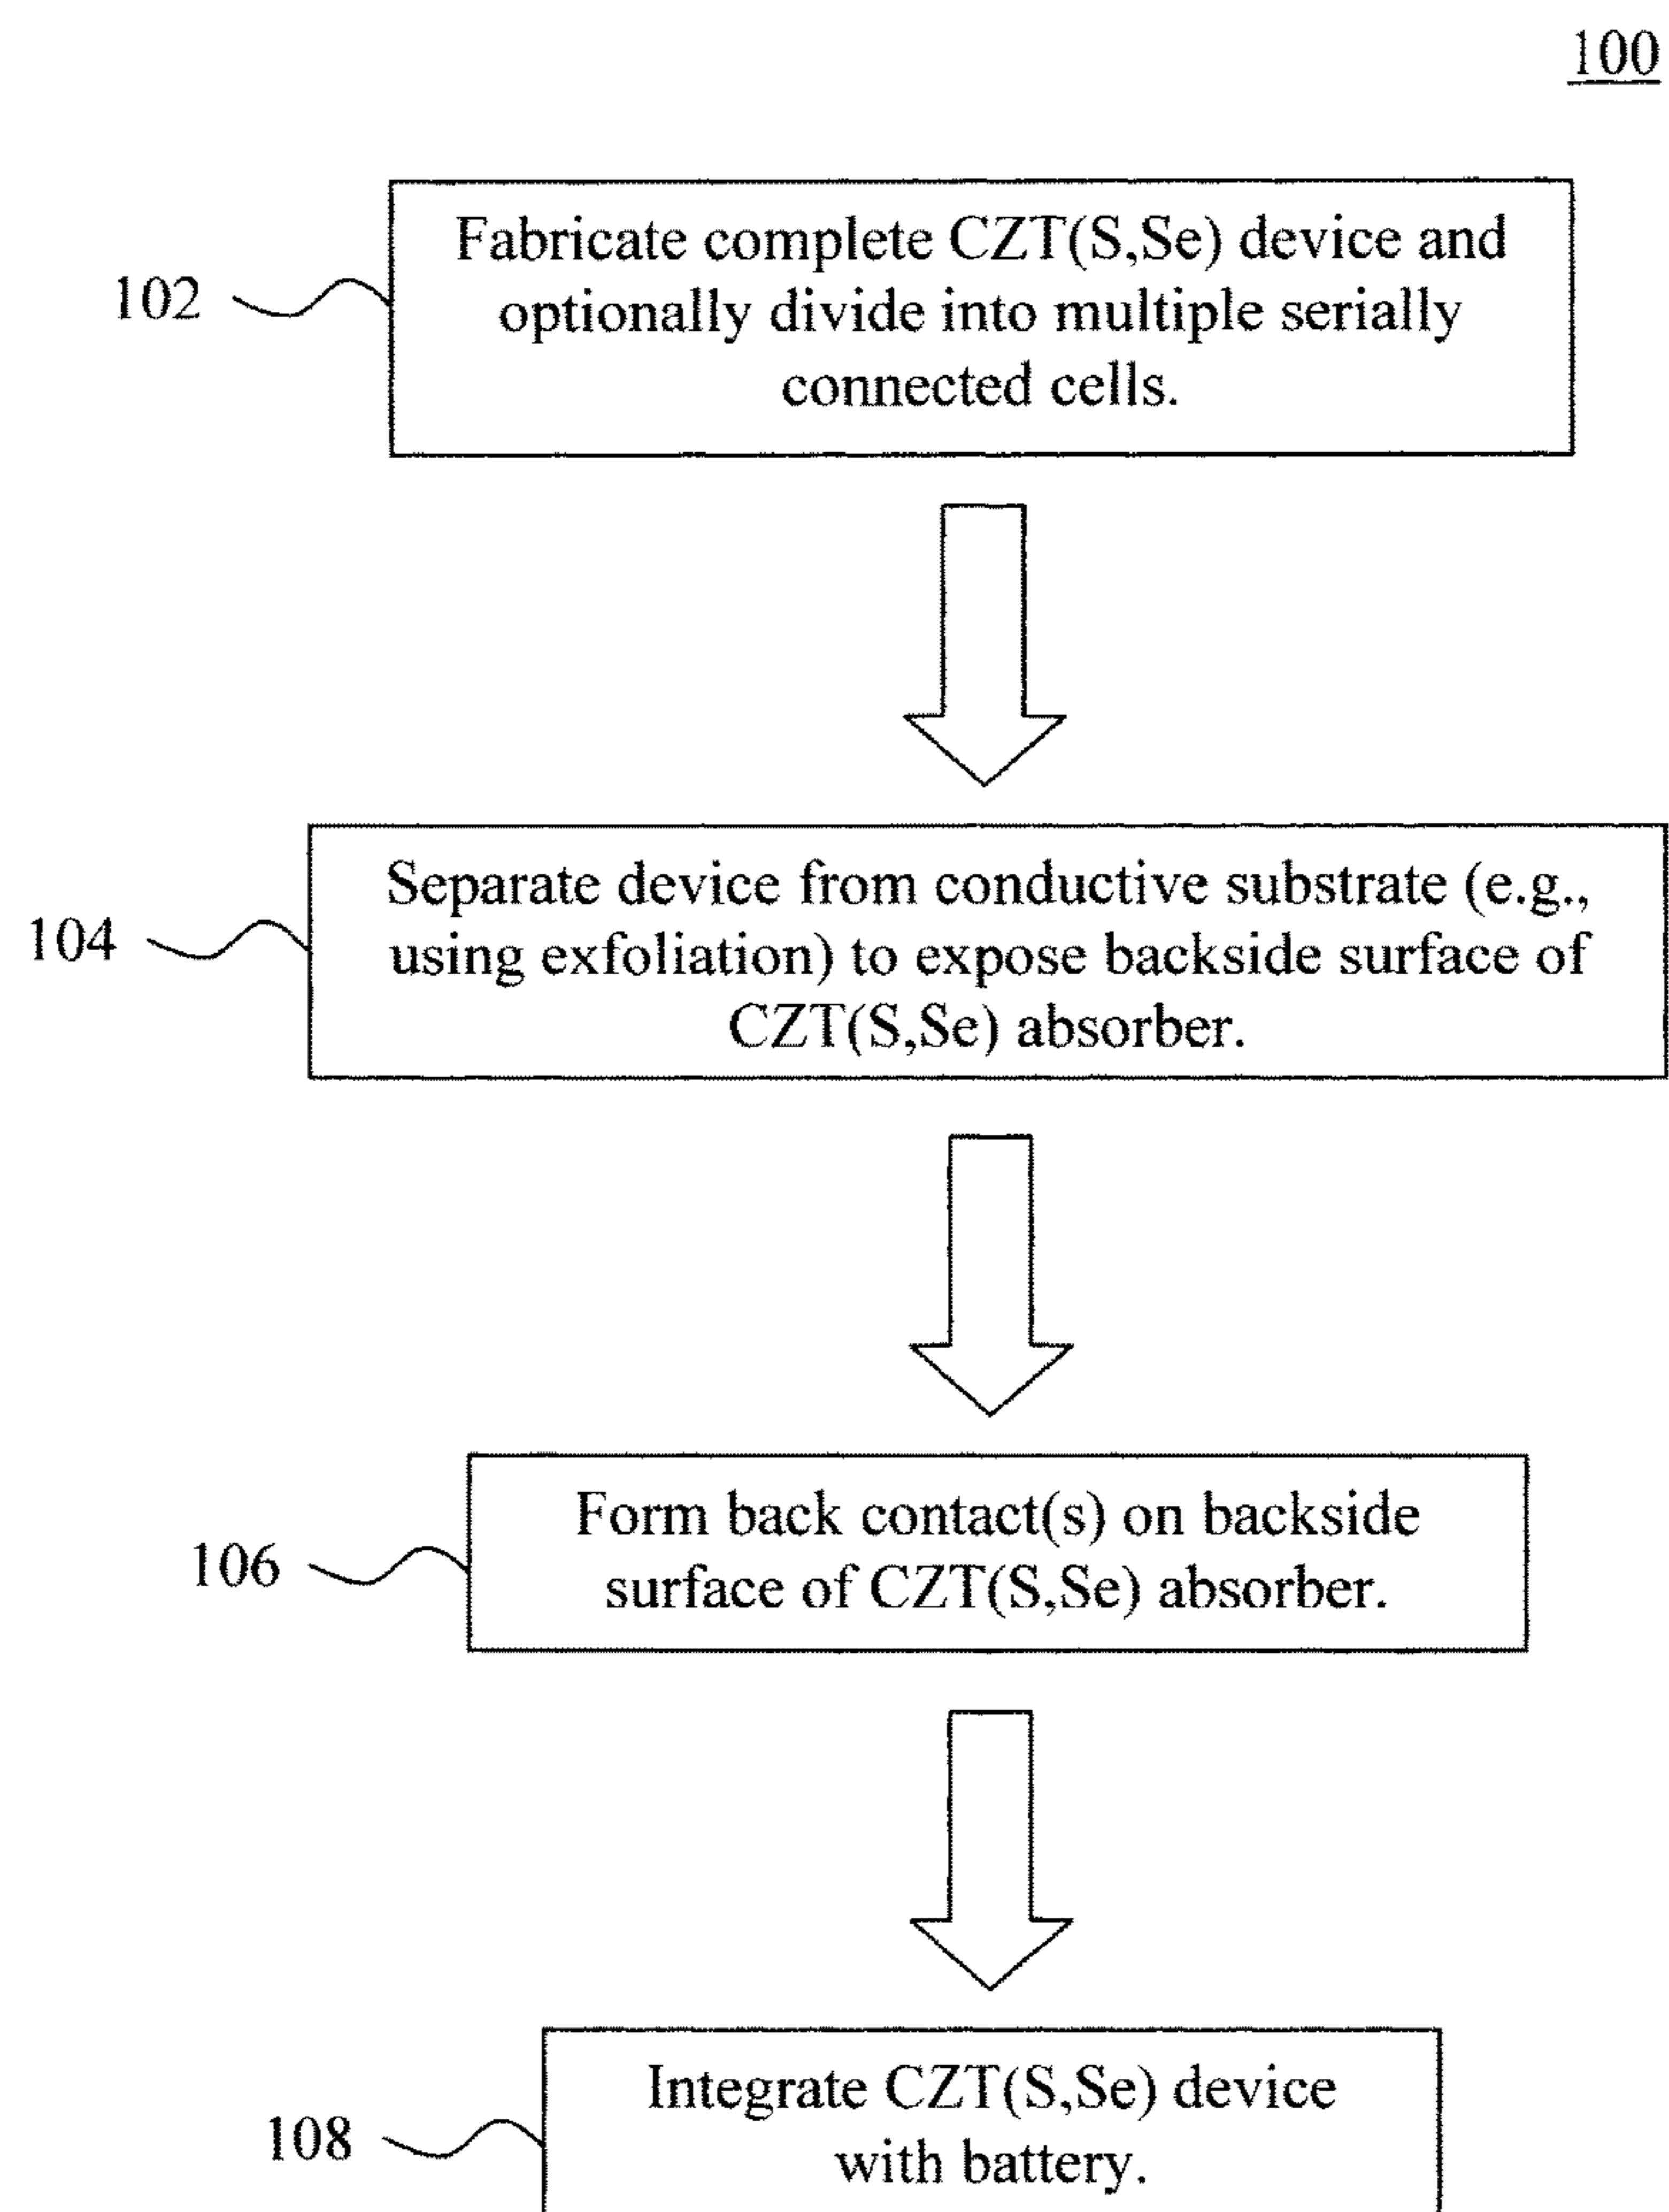 100
102
Fabricate complete CZT(S,Se) device and
optionally divide into multiple serially
connected cells.
104
Separate device from conductive substrate (e.g.,
using exfoliation) to expose backside surface of
CZT(S,Se) absorber.
106
Form back contact(s) on backside
surface of CZT(S,Se) absorber.
108
Integrate CZT(S,Se) device
with battery.